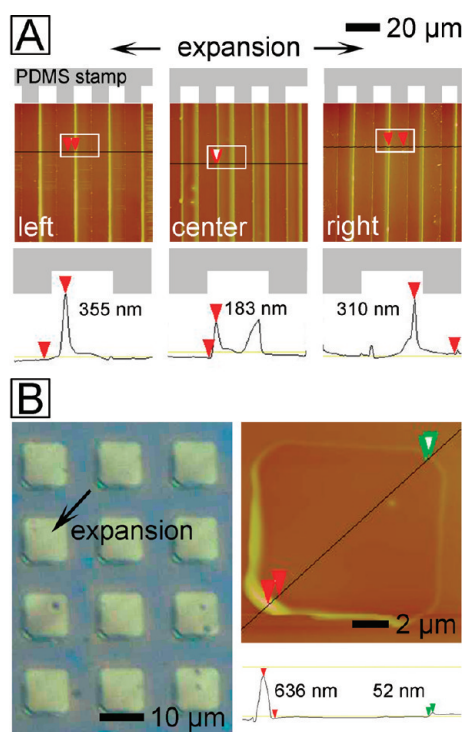 A
20 μm
expansion
PDMS stamp
left
center
right
355 nm
183 nm
310 nm
B
expansion
10 μm
2 μm
636 nm
52 nm